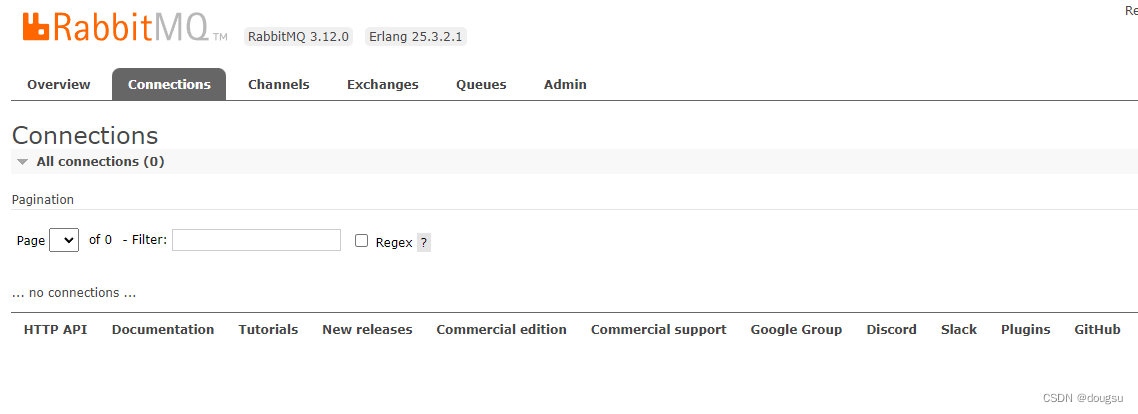 Re
RabbitMQ TM RabbitMQ 3.12.0 Erlang 25.3.2.1
Overview Connections Channels Exchanges Queues Admin
Connections
All connections (0)
Pagination
Page of 0 - Filter: Regex ?
... no connections ...
HTTP API Documentation Tutorials New releases Commercial edition Commercial support Google Group Discord Slack Plugins GitHub
CSDN @dougsu